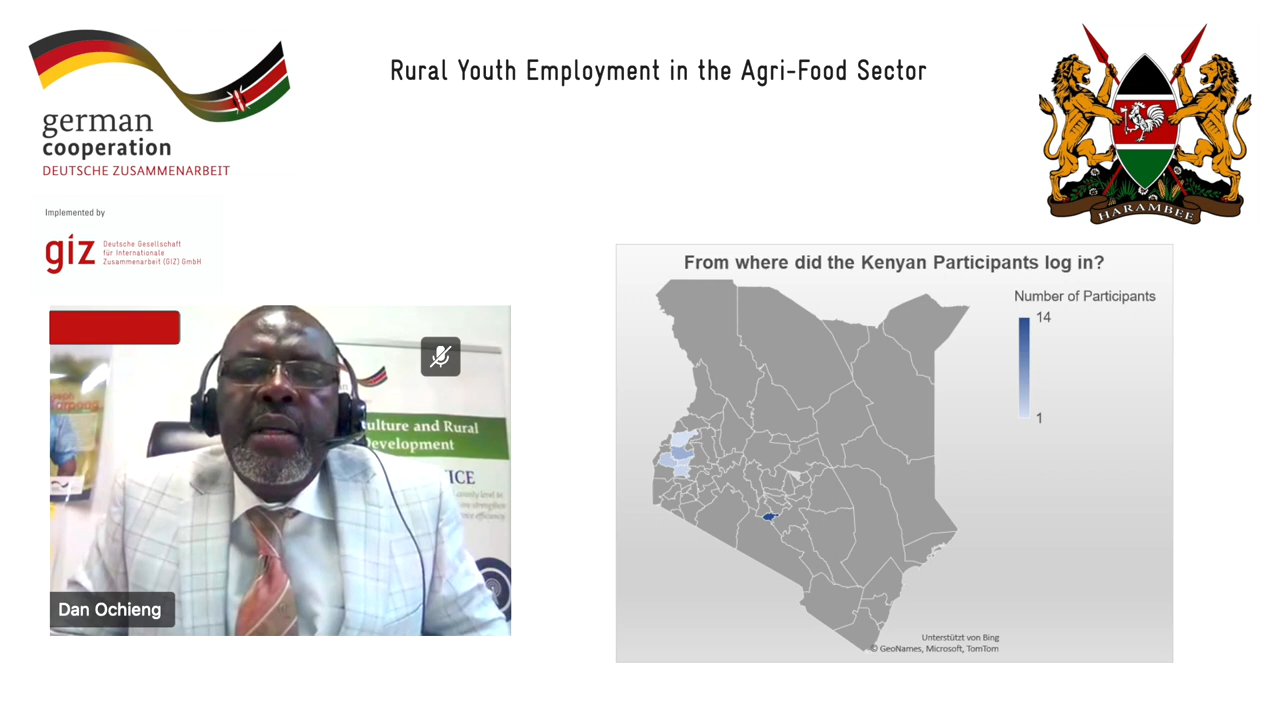 Rural Youth Employment in the Agri-Food Sector
german
cooperation
DEUTSCHE ZUSAMMENARBEIT
Implemented by
giz
Deutsche Gesellschaft
für Internationale
Zusammenarbeit (GIZ) GmbH
HARAMBEE
From where did the Kenyan Participants log in?
Number of Participants
14
1
ulture and Rural
evelopment
ICE
Dan Ochieng
Unterstützt von Bing
© GeoNames, Microsoft, TomTom